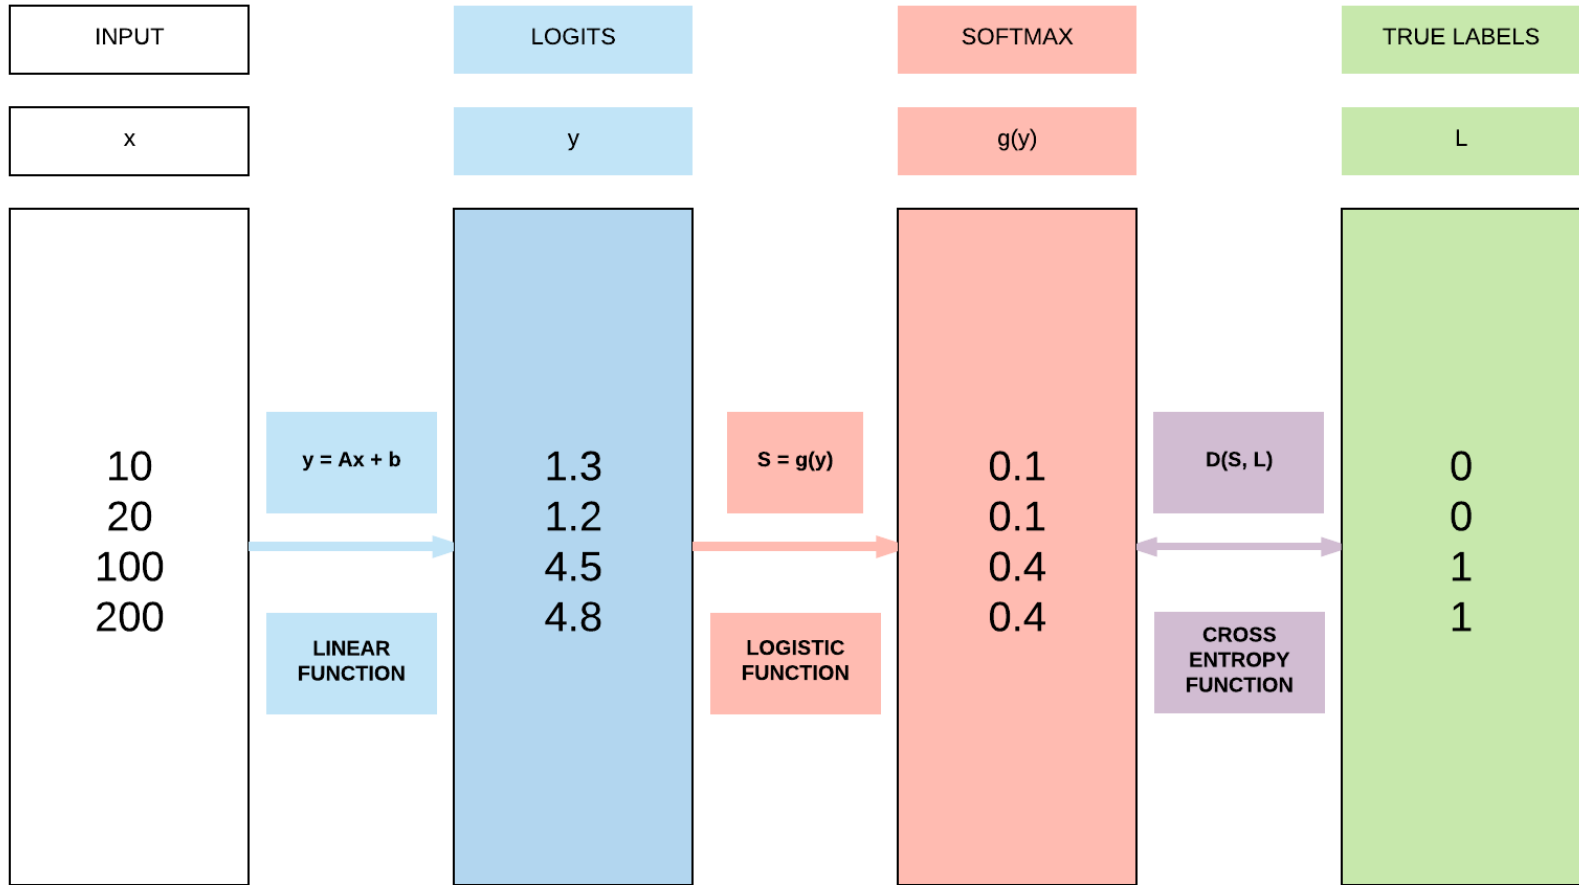 INPUT
LOGITS
SOFTMAX
TRUE LABELS
x
y
g(y)
L
10
20
100
200
y = Ax + b
LINEAR
FUNCTION
1.3
1.2
4.5
4.8
S = g(y)
LOGISTIC
FUNCTION
0.1
0.1
0.4
0.4
D(S, L)
CROSS
ENTROPY
FUNCTION
0
0
1
1